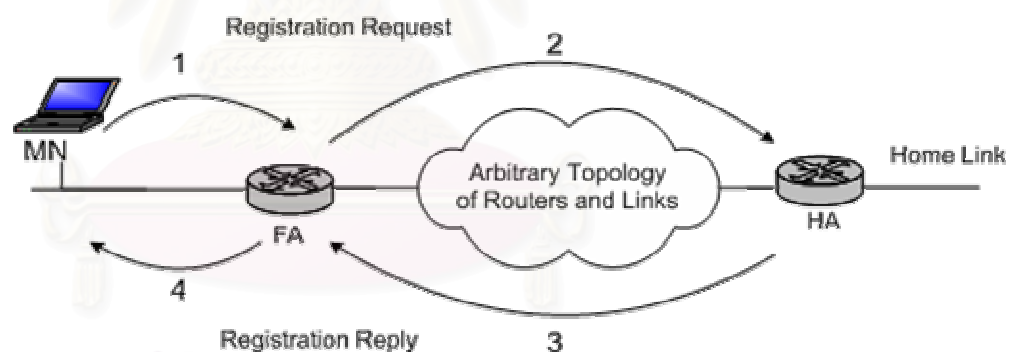 Registration Request
1
2
MN
Arbitrary Topology
of Routers and Links
Home Link
FA
HA
4
3
Registration Reply